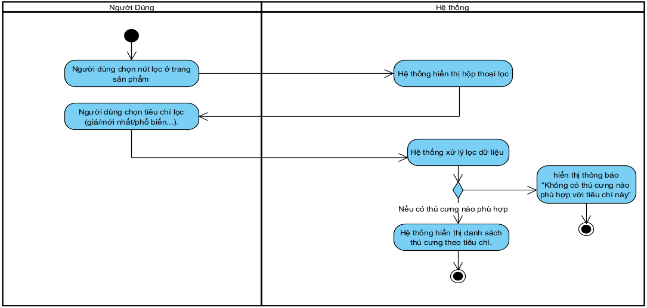 Người Dùng
Hệ thống
Người dùng chọn nút lọc ở trang
sản phẩm
Hệ thống hiển thị hộp thoại lọc
Người dùng chọn tiêu chí lọc
(giá/mới nhất/phổ biến...).
Hệ thống xử lý lọc dữ liệu
hiển thị thông báo
"Không có thú cưng nào
phù hợp với tiêu chí này"
Nếu có thú cưng nào phù hợp
Hệ thống hiển thị danh sách
thú cưng theo tiêu chí.